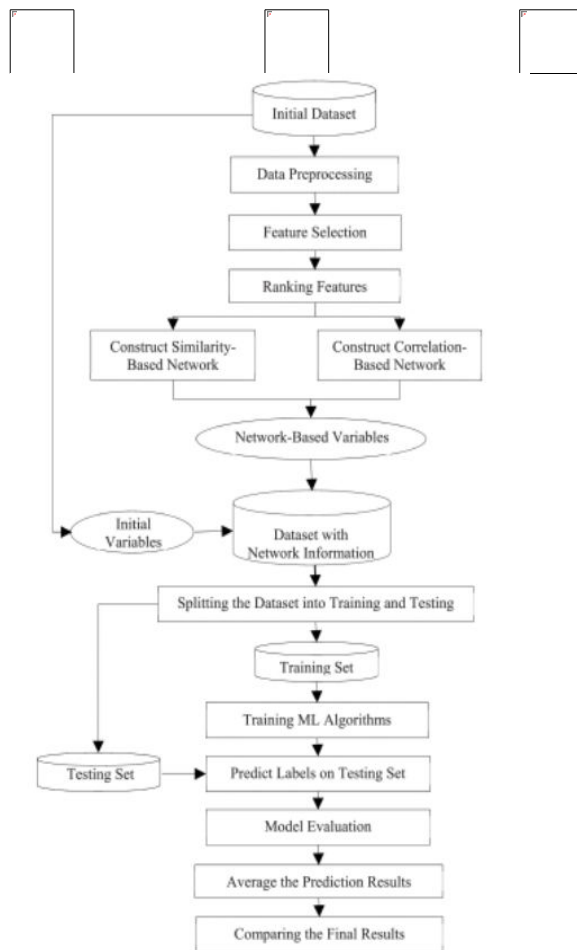 Initial Dataset
Data Preprocessing
Feature Selection
Ranking Features
Construct Similarity-
Based Network
Construct Correlation-
Based Network
Network-Based Variables
Initial
Variables
Dataset with
Network Information
Splitting the Dataset into Training and Testing
Training Set
Training ML Algorithms
Testing Set
Predict Labels on Testing Set
Model Evaluation
Average the Prediction Results
Comparing the Final Results